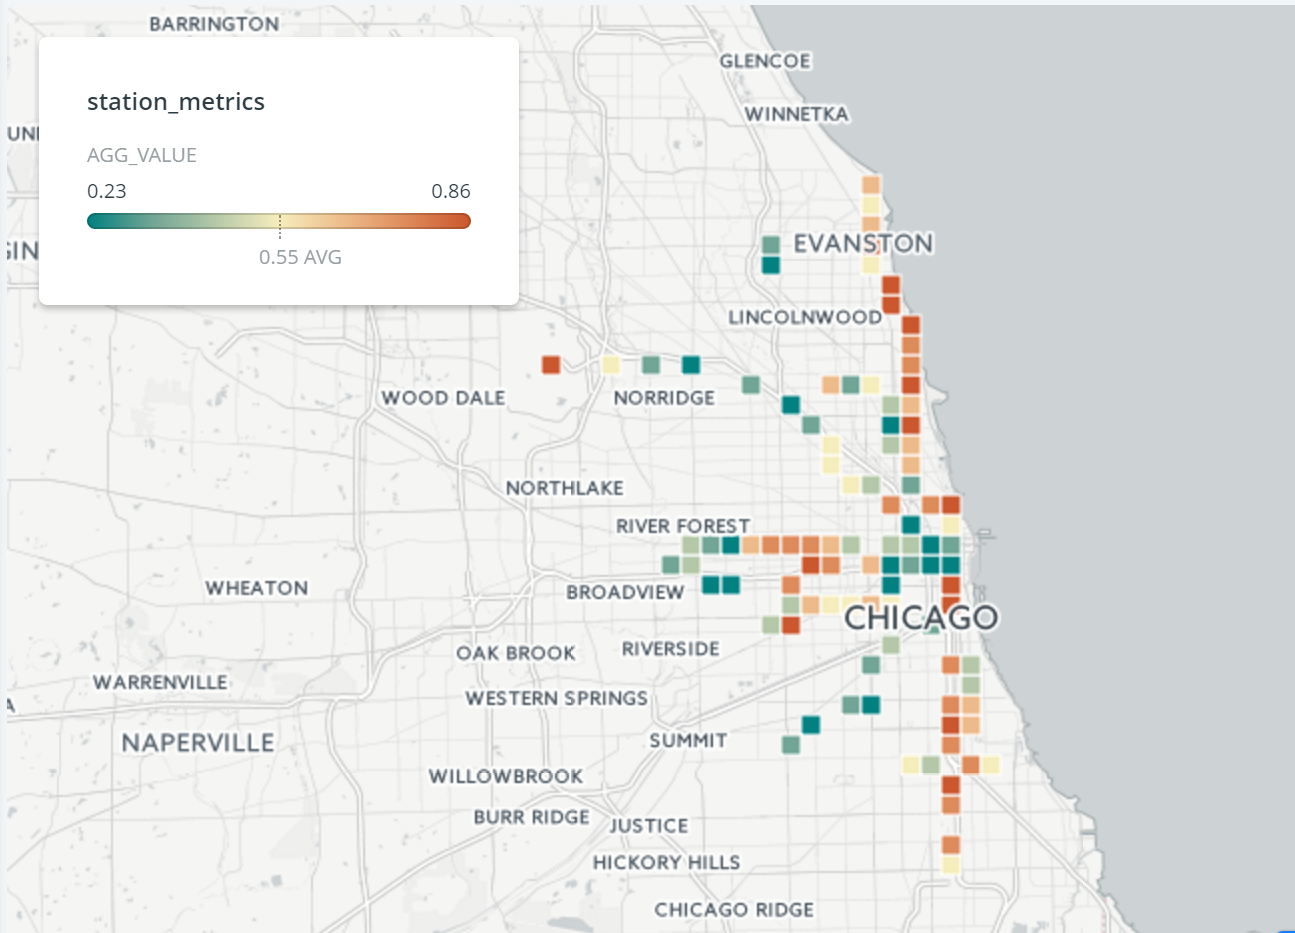 BARRINGTON
GLENCOE
WINNETKA
station_metrics
AGG_VALUE
0.23 0.86
0.55 AVG
EVANSTON
LINCOLNWOOD
WOOD DALE
NORRIDGE
NORTHLAKE
RIVER FOREST
WHEATON
BROADVIEW
CHICAGO
OAK BROOK
RIVERSIDE
WARRENVILLE
WESTERN SPRINGS
NAPERVILLE
SUMMIT
WILLOWBROOK
BURR RIDGE
JUSTICE
HICKORY HILLS
CHICAGO RIDGE